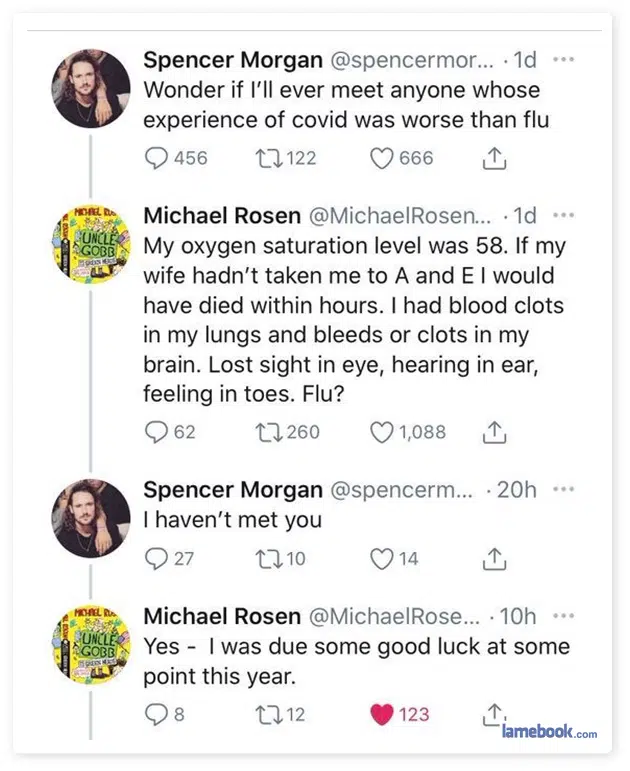 Spencer Morgan @spencermor... · 1d ···
Wonder if I'll ever meet anyone whose
experience of covid was worse than flu
456 122 666
Michael Rosen @MichaelRosen... · 1d ···
MICHAEL
UNCLE
GOBB
My oxygen saturation level was 58. If my
wife hadn't taken me to A and E I would
have died within hours. I had blood clots
in my lungs and bleeds or clots in my
brain. Lost sight in eye, hearing in ear,
feeling in toes. Flu?
62 260 1,088
Spencer Morgan @spencerm... · 20h ···
I haven't met you
27 10 14
Michael Rosen @MichaelRose... · 10h ···
MICHAEL
UNCLE
GOBB
Yes - I was due some good luck at some
point this year.
8 12 123
lamebook.com